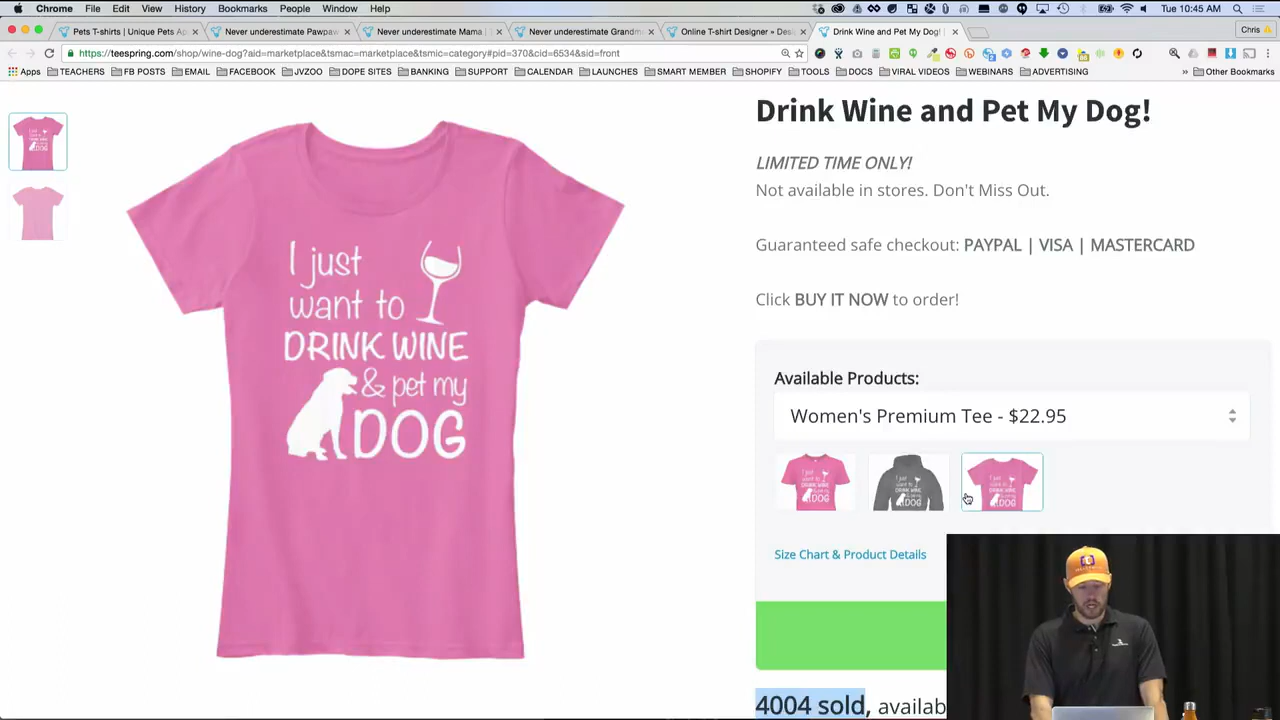 Chrome File Edit View History Bookmarks People Window Help
Tue 10:45 AM
Pets T-shirts | Unique Pets Ap
Never underestimate Pawpaw
Never underestimate Mama |
Never underestimate Grandm
Online T-shirt Designer » Des
Drink Wine and Pet My Dog! |
Chris
https://teespring.com/shop/wine-dog?aid=marketplace&tsmac=marketplace&tsmic=category#pid=370&cid=6534&sid=front
Apps TEACHERS FB POSTS EMAIL FACEBOOK JVZOO DOPE SITES BANKING SUPPORT CALENDAR LAUNCHES SMART MEMBER SHOPIFY TOOLS DOCS VIRAL VIDEOS WEBINARS ADVERTISING » Other Bookmarks
I just
want to
DRINK WINE
& pet my
DOG
Drink Wine and Pet My Dog!
LIMITED TIME ONLY!
Not available in stores. Don't Miss Out.
Guaranteed safe checkout: PAYPAL | VISA | MASTERCARD
Click BUY IT NOW to order!
Available Products:
Women's Premium Tee - $22.95
Size Chart & Product Details
4004 sold, availab